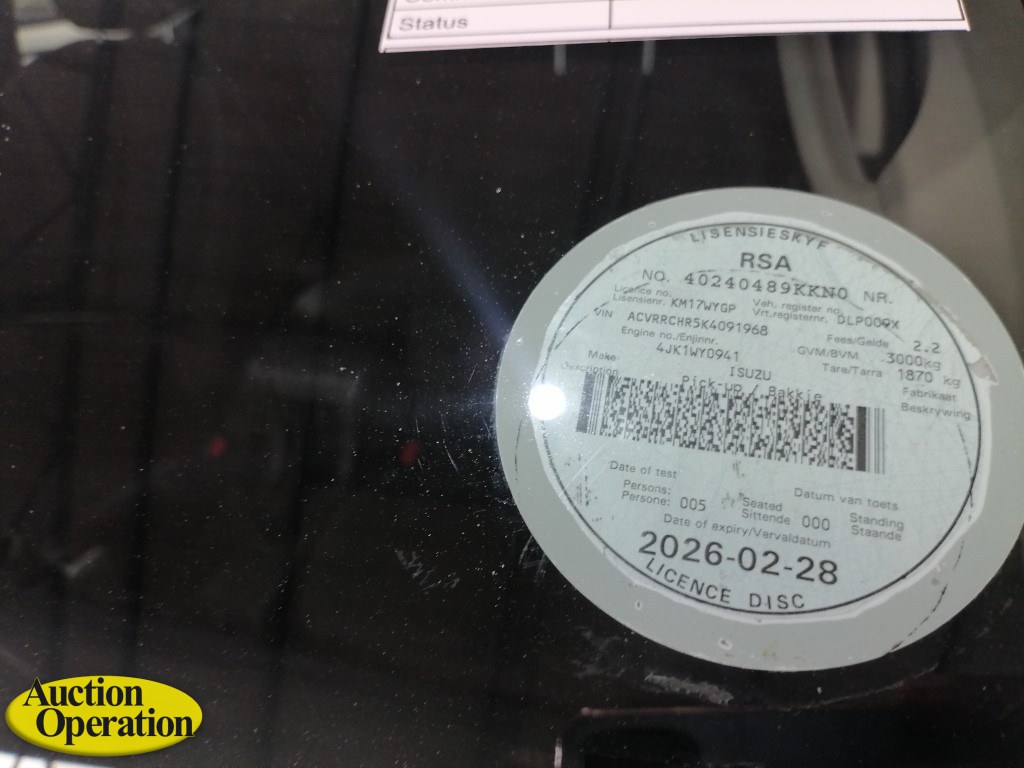 Status
LISENSIESKYF
RSA
NO. 40240489KKN0 NR.
Licence no. Veh. register no.
Lisensienr. KM17WYGP Vrt.registernr. DLP009X
VIN ACVRRCHR5K4091968 Fees/Gelde 2.2
Engine no./Enjinnr. GVM/BVM 3000kg
4JK1WY0941 Tare/Tarra 1870 kg
Make ISUZU Fabrikaat
Description Pick-up / Bakkie Beskrywing
Date of test Datum van toets
Persons: Seated Standing
Persone: 005 Sittende 000 Staande
Date of expiry/Vervaldatum
2026-02-28
LICENCE DISC
Auction
Operation